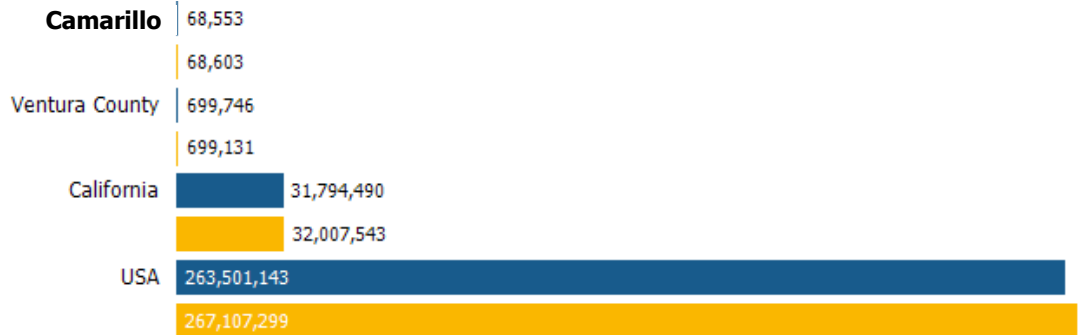 Camarillo 68,553
68,603
Ventura County 699,746
699,131
California 31,794,490
32,007,543
USA 263,501,143
267,107,299